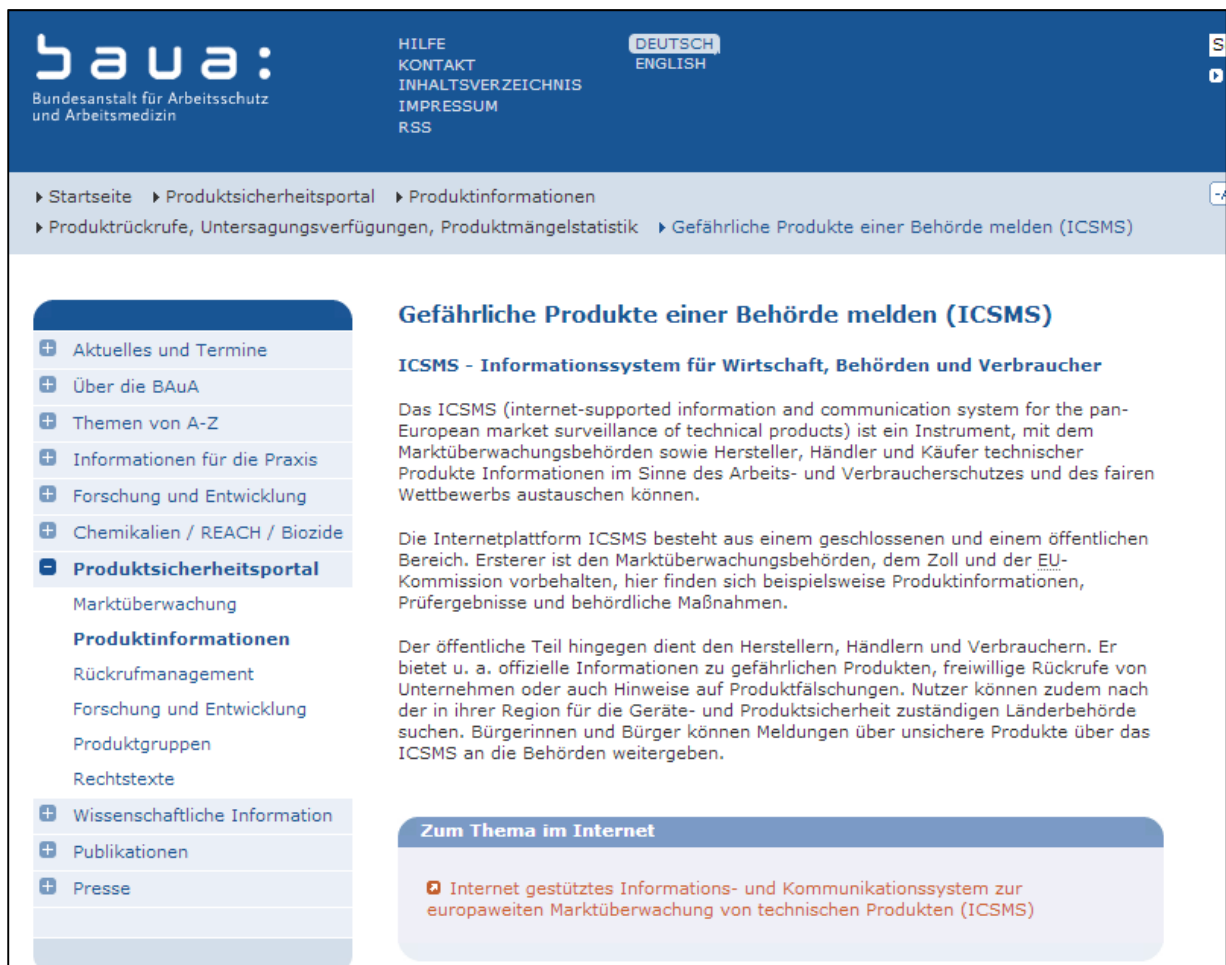 baua:
Bundesanstalt für Arbeitsschutz
und Arbeitsmedizin
HILFE
KONTAKT
INHALTSVERZEICHNIS
IMPRESSUM
RSS
DEUTSCH
ENGLISH
S
Startseite Produktsicherheitsportal Produktinformationen
Produktrückrufe, Untersagungsverfügungen, Produktmängelstatistik Gefährliche Produkte einer Behörde melden (ICSMS)
-A
Aktuelles und Termine
Über die BAuA
Themen von A-Z
Informationen für die Praxis
Forschung und Entwicklung
Chemikalien / REACH / Biozide
Produktsicherheitsportal
Marktüberwachung
Produktinformationen
Rückrufmanagement
Forschung und Entwicklung
Produktgruppen
Rechtstexte
Wissenschaftliche Information
Publikationen
Presse
Gefährliche Produkte einer Behörde melden (ICSMS)
ICSMS - Informationssystem für Wirtschaft, Behörden und Verbraucher
Das ICSMS (internet-supported information and communication system for the pan-
European market surveillance of technical products) ist ein Instrument, mit dem
Marktüberwachungsbehörden sowie Hersteller, Händler und Käufer technischer
Produkte Informationen im Sinne des Arbeits- und Verbraucherschutzes und des fairen
Wettbewerbs austauschen können.
Die Internetplattform ICSMS besteht aus einem geschlossenen und einem öffentlichen
Bereich. Ersterer ist den Marktüberwachungsbehörden, dem Zoll und der EU-
Kommission vorbehalten, hier finden sich beispielsweise Produktinformationen,
Prüfergebnisse und behördliche Maßnahmen.
Der öffentliche Teil hingegen dient den Herstellern, Händlern und Verbrauchern. Er
bietet u. a. offizielle Informationen zu gefährlichen Produkten, freiwillige Rückrufe von
Unternehmen oder auch Hinweise auf Produktfälschungen. Nutzer können zudem nach
der in ihrer Region für die Geräte- und Produktsicherheit zuständigen Länderbehörde
suchen. Bürgerinnen und Bürger können Meldungen über unsichere Produkte über das
ICSMS an die Behörden weitergeben.
Zum Thema im Internet
Internet gestütztes Informations- und Kommunikationssystem zur
europaweiten Marktüberwachung von technischen Produkten (ICSMS)